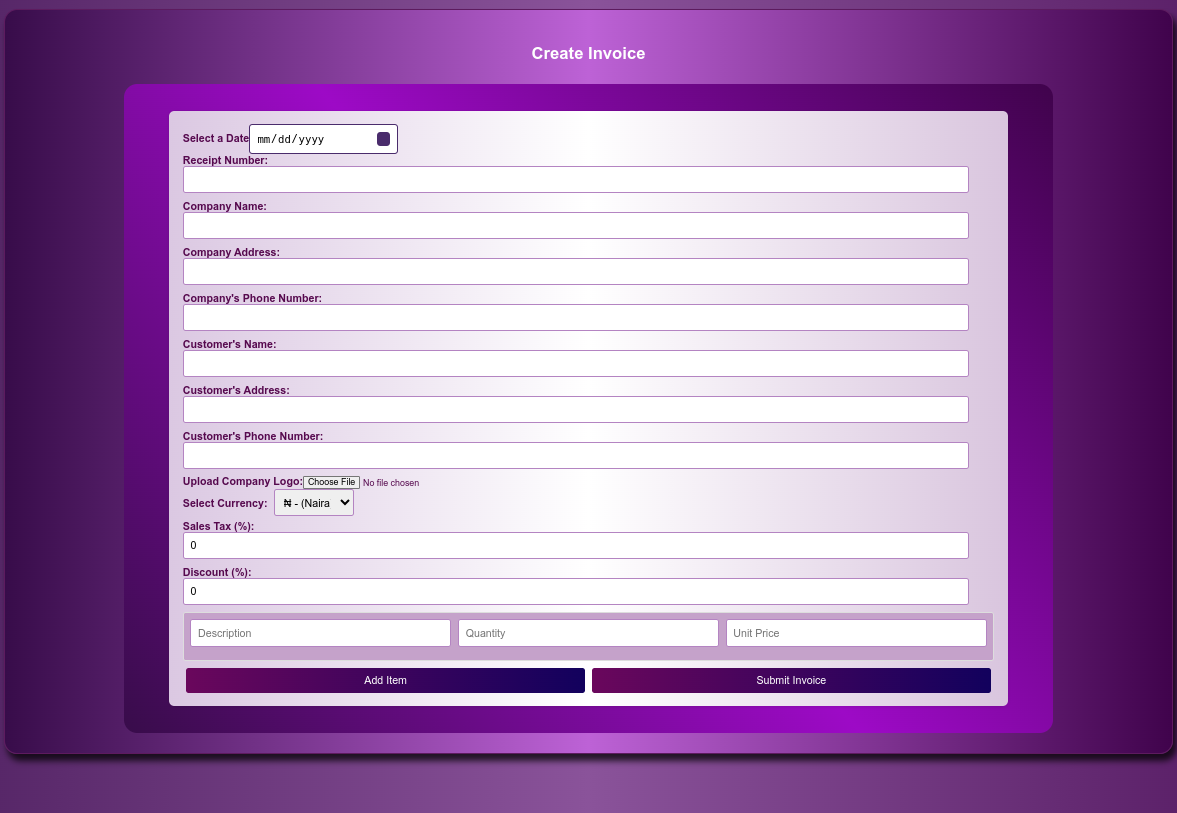 Create Invoice
Select a Date mm/dd/yyyy
Receipt Number:
Company Name:
Company Address:
Company's Phone Number:
Customer's Name:
Customer's Address:
Customer's Phone Number:
Upload Company Logo: Choose File No file chosen
Select Currency: ₦ - (Naira
Sales Tax (%):
0
Discount (%):
0
Description Quantity Unit Price
Add Item Submit Invoice